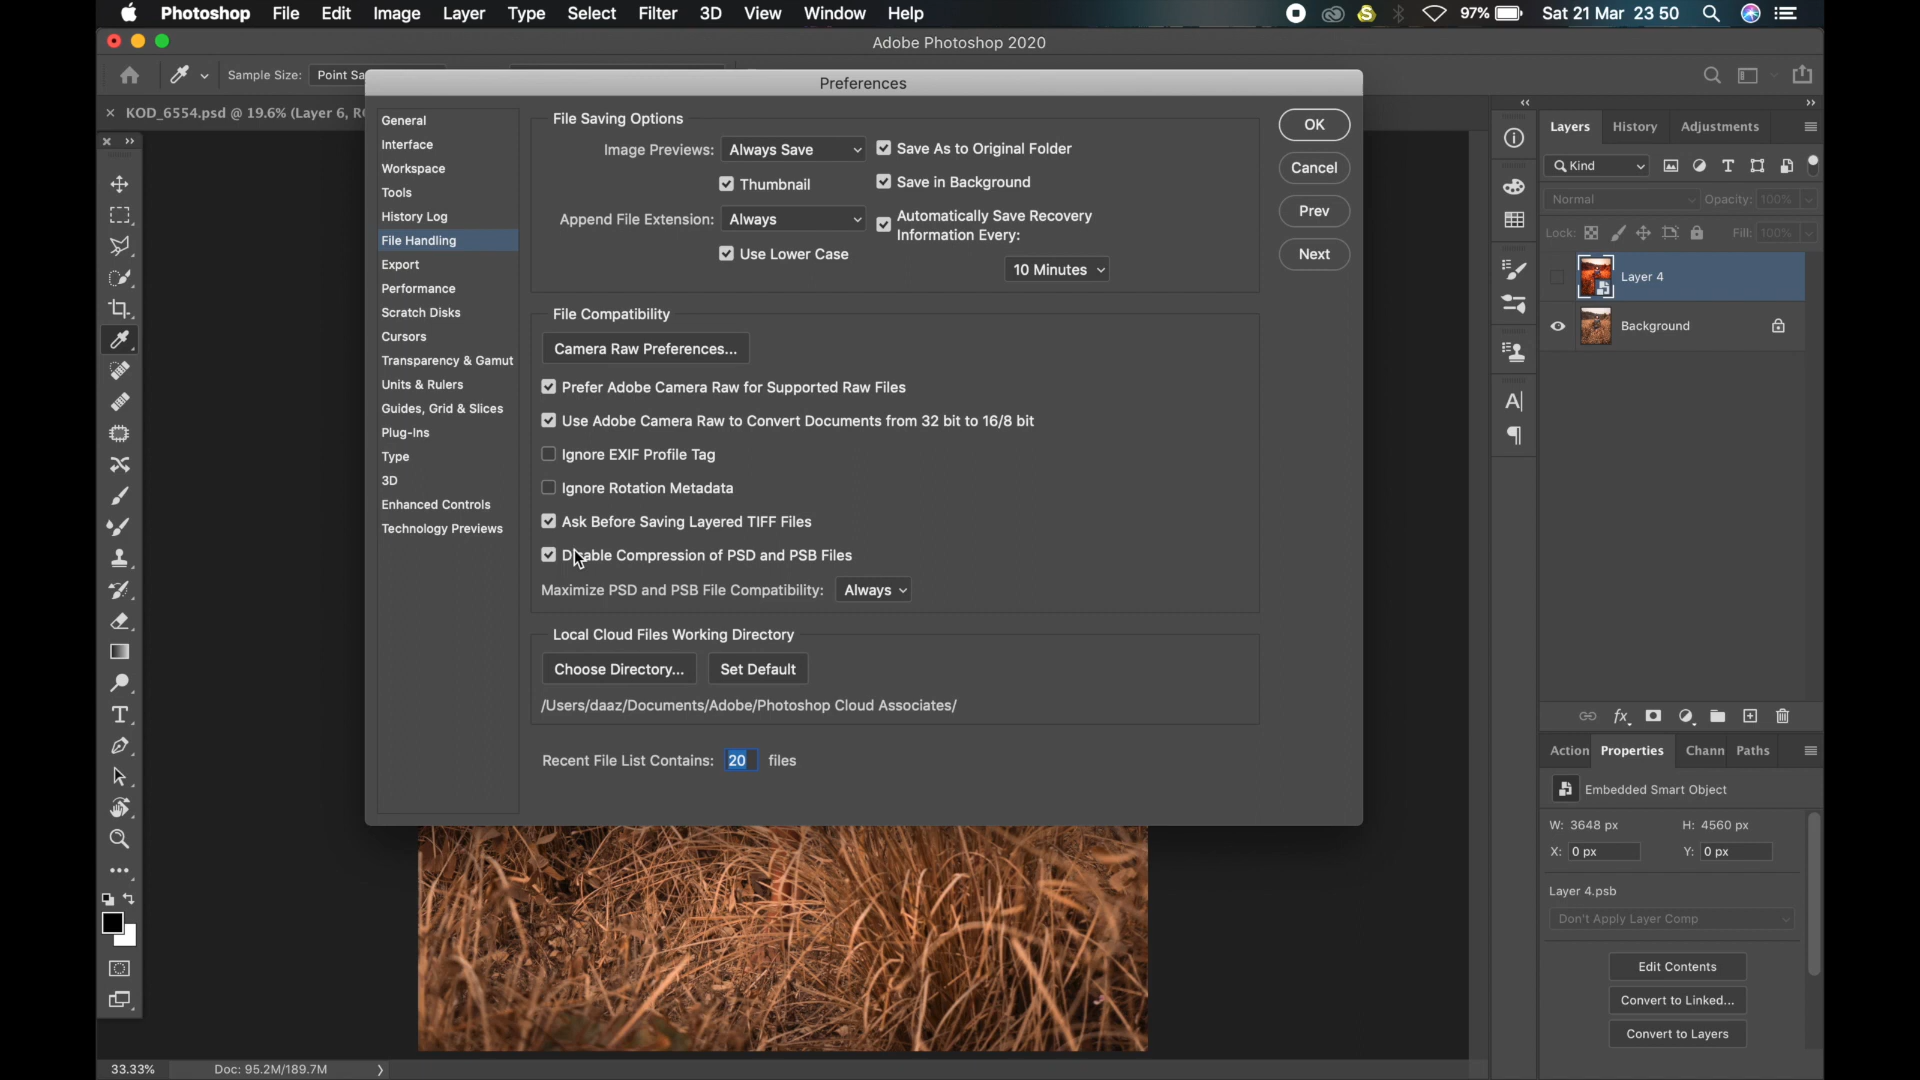 Photoshop File Edit Image Layer Type Select Filter 3D View Window Help 97% Sat 21 Mar 23 50
Adobe Photoshop 2020
Sample Size: Point Sa
Preferences
× KOD_6554.psd @ 19.6% (Layer 6, R
General
Interface
Workspace
Tools
History Log
File Handling
Export
Performance
Scratch Disks
Cursors
Transparency & Gamut
Units & Rulers
Guides, Grid & Slices
Plug-Ins
Type
3D
Enhanced Controls
Technology Previews
File Saving Options
Image Previews: Always Save
Save As to Original Folder
Thumbnail
Save in Background
Append File Extension: Always
Automatically Save Recovery
Information Every:
Use Lower Case
10 Minutes
File Compatibility
Camera Raw Preferences...
Prefer Adobe Camera Raw for Supported Raw Files
Use Adobe Camera Raw to Convert Documents from 32 bit to 16/8 bit
Ignore EXIF Profile Tag
Ignore Rotation Metadata
Ask Before Saving Layered TIFF Files
Disable Compression of PSD and PSB Files
Maximize PSD and PSB File Compatibility: Always
Local Cloud Files Working Directory
Choose Directory... Set Default
/Users/daaz/Documents/Adobe/Photoshop Cloud Associates/
Recent File List Contains: 20 files
OK
Cancel
Prev
Next
Layers History Adjustments
Kind
Normal Opacity: 100%
Lock: Fill: 100%
Layer 4
Background
Action Properties Chann Paths
Embedded Smart Object
W: 3648 px H: 4560 px
X: 0 px Y: 0 px
Layer 4.psb
Don't Apply Layer Comp
Edit Contents
Convert to Linked...
Convert to Layers
33.33% Doc: 95.2M/189.7M